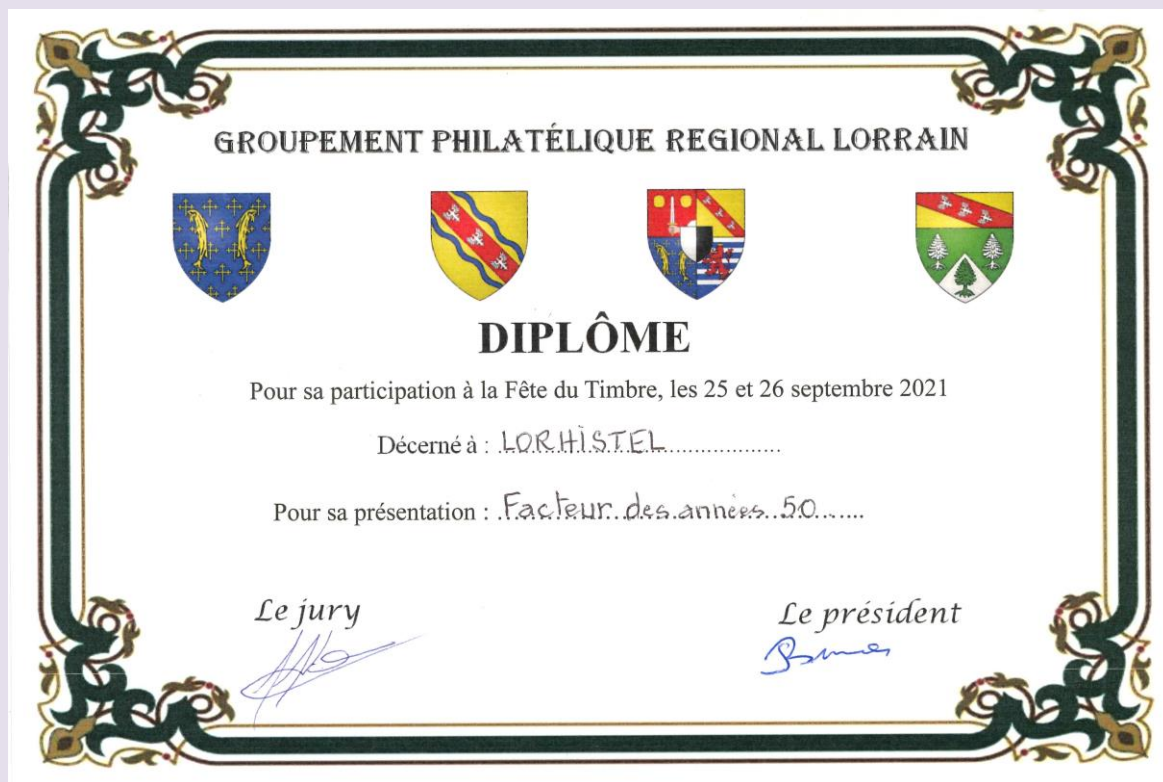 GROUPEMENT PHILATÉLIQUE REGIONAL LORRAIN
DIPLÔME
Pour sa participation à la Fête du Timbre, les 25 et 26 septembre 2021
Décerné à : LORHISTEL
Pour sa présentation : Facteur des années 50
Le jury
Le président